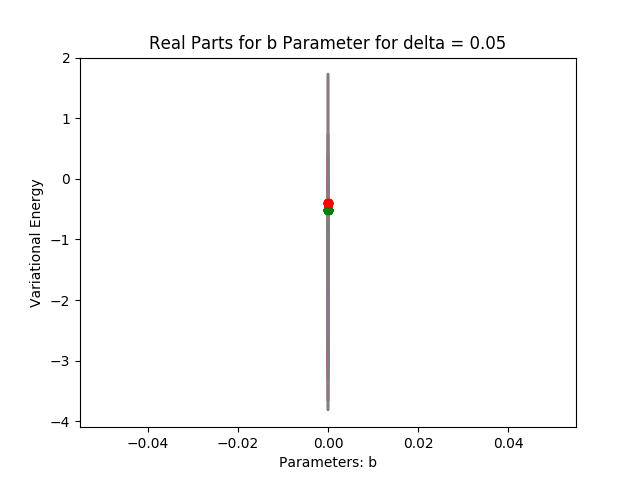 Real Parts for b Parameter for delta = 0.05
2
1
0
−1
−2
−3
−4
Variational Energy
−0.04 −0.02 0.00 0.02 0.04
Parameters: b